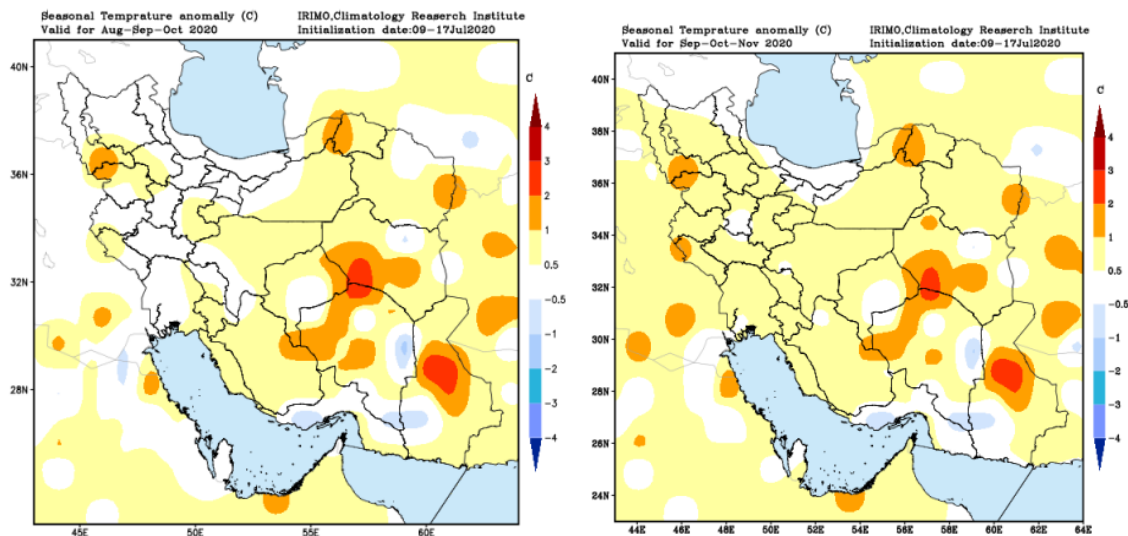 Seasonal Temprature anomaly (C) IRIMO,Climatology Reaserch Institute
Valid for Aug-Sep-Oct 2020 Initialization date:09-17Jul2020
C
40N
36N
32N
28N
45E 50E 55E 60E
4
3
2
1
0.5
-0.5
-1
-2
-3
-4
Seasonal Temprature anomaly (C) IRIMO,Climatology Reaserch Institute
Valid for Sep-Oct-Nov 2020 Initialization date:09-17Jul2020
C
40N
38N
36N
34N
32N
30N
28N
26N
24N
44E 46E 48E 50E 52E 54E 56E 58E 60E 62E 64E
4
3
2
1
0.5
-0.5
-1
-2
-3
-4